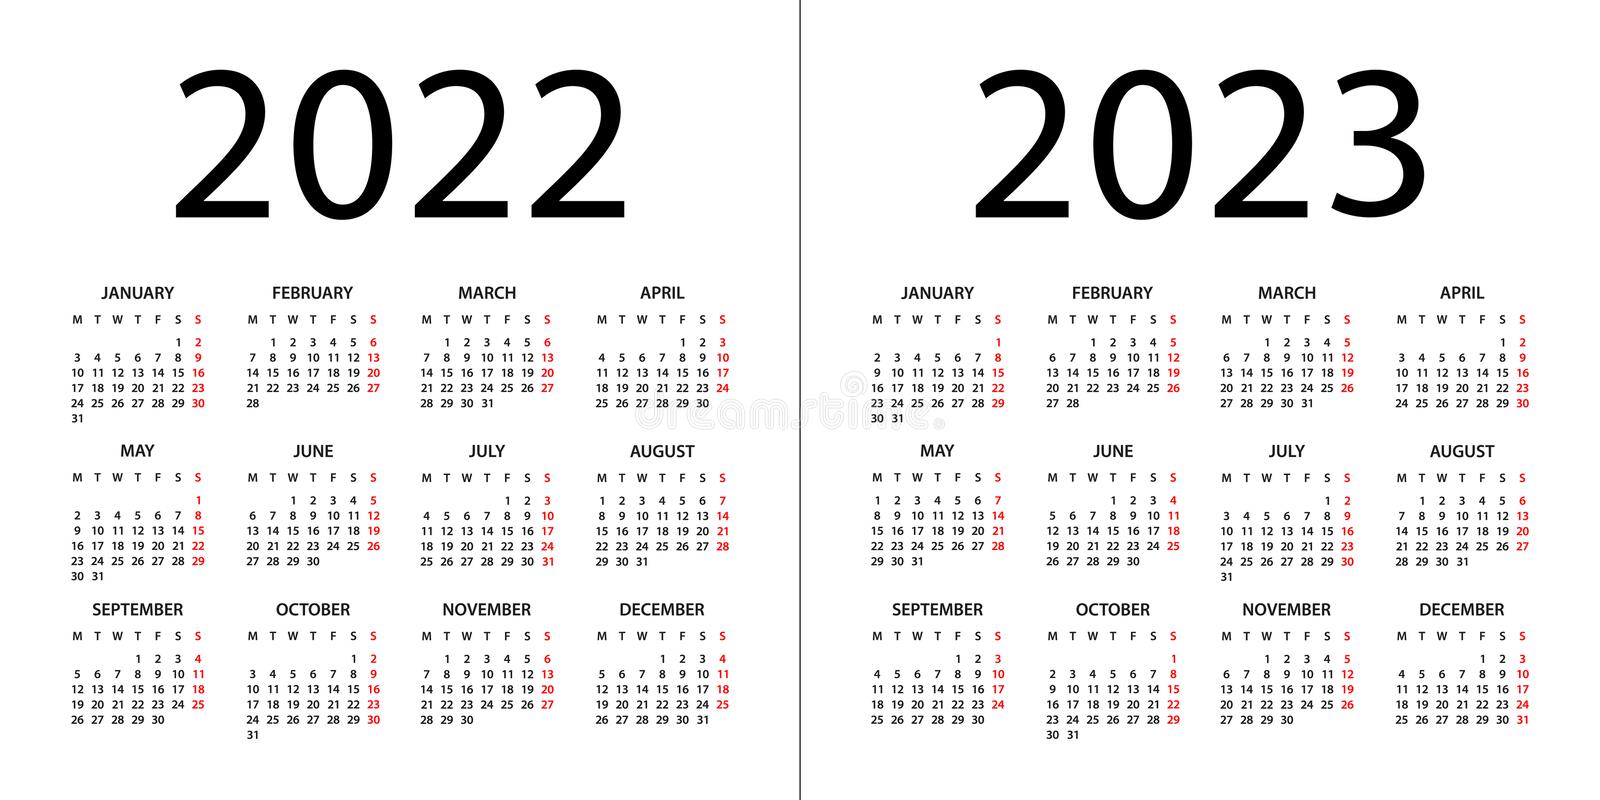 2022
JANUARY FEBRUARY MARCH APRIL
M T W T F S S M T W T F S S M T W T F S S M T W T F S S
1 2 1 2 3 4 5 6 1 2 3 4 5 6 1 2 3
3 4 5 6 7 8 9 7 8 9 10 11 12 13 7 8 9 10 11 12 13 4 5 6 7 8 9 10
10 11 12 13 14 15 16 14 15 16 17 18 19 20 14 15 16 17 18 19 20 11 12 13 14 15 16 17
17 18 19 20 21 22 23 21 22 23 24 25 26 27 21 22 23 24 25 26 27 18 19 20 21 22 23 24
24 25 26 27 28 29 30 28 28 29 30 31 25 26 27 28 29 30
31
MAY JUNE JULY AUGUST
M T W T F S S M T W T F S S M T W T F S S M T W T F S S
1 1 2 3 4 5 1 2 3 1 2 3 4 5 6 7
2 3 4 5 6 7 8 6 7 8 9 10 11 12 4 5 6 7 8 9 10 8 9 10 11 12 13 14
9 10 11 12 13 14 15 13 14 15 16 17 18 19 11 12 13 14 15 16 17 15 16 17 18 19 20 21
16 17 18 19 20 21 22 20 21 22 23 24 25 26 18 19 20 21 22 23 24 22 23 24 25 26 27 28
23 24 25 26 27 28 29 27 28 29 30 25 26 27 28 29 30 31 29 30 31
30 31
SEPTEMBER OCTOBER NOVEMBER DECEMBER
M T W T F S S M T W T F S S M T W T F S S M T W T F S S
1 2 3 4 1 2 1 2 3 4 5 6 1 2 3 4
5 6 7 8 9 10 11 3 4 5 6 7 8 9 7 8 9 10 11 12 13 5 6 7 8 9 10 11
12 13 14 15 16 17 18 10 11 12 13 14 15 16 14 15 16 17 18 19 20 12 13 14 15 16 17 18
19 20 21 22 23 24 25 17 18 19 20 21 22 23 21 22 23 24 25 26 27 19 20 21 22 23 24 25
26 27 28 29 30 24 25 26 27 28 29 30 28 29 30 26 27 28 29 30 31
31
2023
JANUARY FEBRUARY MARCH APRIL
M T W T F S S M T W T F S S M T W T F S S M T W T F S S
1 1 2 3 4 5 1 2 3 4 5 1 2
2 3 4 5 6 7 8 6 7 8 9 10 11 12 6 7 8 9 10 11 12 3 4 5 6 7 8 9
9 10 11 12 13 14 15 13 14 15 16 17 18 19 13 14 15 16 17 18 19 10 11 12 13 14 15 16
16 17 18 19 20 21 22 20 21 22 23 24 25 26 20 21 22 23 24 25 26 17 18 19 20 21 22 23
23 24 25 26 27 28 29 27 28 27 28 29 30 31 24 25 26 27 28 29 30
30 31
MAY JUNE JULY AUGUST
M T W T F S S M T W T F S S M T W T F S S M T W T F S S
1 2 3 4 5 6 7 1 2 3 4 1 2 1 2 3 4 5 6
8 9 10 11 12 13 14 5 6 7 8 9 10 11 3 4 5 6 7 8 9 7 8 9 10 11 12 13
15 16 17 18 19 20 21 12 13 14 15 16 17 18 10 11 12 13 14 15 16 14 15 16 17 18 19 20
22 23 24 25 26 27 28 19 20 21 22 23 24 25 17 18 19 20 21 22 23 21 22 23 24 25 26 27
29 30 31 26 27 28 29 30 24 25 26 27 28 29 30 28 29 30 31
31
SEPTEMBER OCTOBER NOVEMBER DECEMBER
M T W T F S S M T W T F S S M T W T F S S M T W T F S S
1 2 3 1 1 2 3 4 5 1 2 3
4 5 6 7 8 9 10 2 3 4 5 6 7 8 6 7 8 9 10 11 12 4 5 6 7 8 9 10
11 12 13 14 15 16 17 9 10 11 12 13 14 15 13 14 15 16 17 18 19 11 12 13 14 15 16 17
18 19 20 21 22 23 24 16 17 18 19 20 21 22 20 21 22 23 24 25 26 18 19 20 21 22 23 24
25 26 27 28 29 30 23 24 25 26 27 28 29 27 28 29 30 25 26 27 28 29 30 31
30 31
dreamstime.com